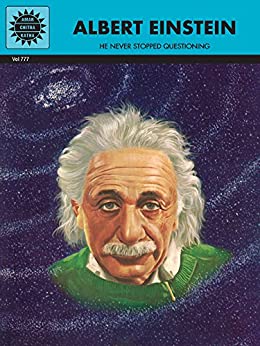 AMAR
CHITRA
KATHA
ALBERT EINSTEIN
HE NEVER STOPPED QUESTIONING
Vol 777